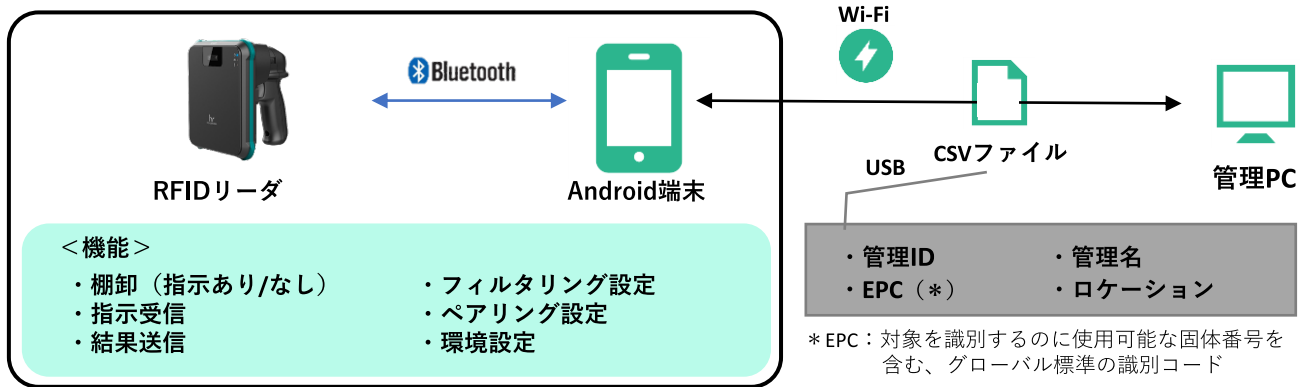 Wi-Fi
Bluetooth
RFIDリーダ
Android端末
USB
CSVファイル
管理PC
＜機能＞
・棚卸（指示あり/なし）
・指示受信
・結果送信
・フィルタリング設定
・ペアリング設定
・環境設定
・管理ID
・管理名
・EPC（＊）
・ロケーション
＊EPC：対象を識別するのに使用可能な固体番号を
含む、グローバル標準の識別コード